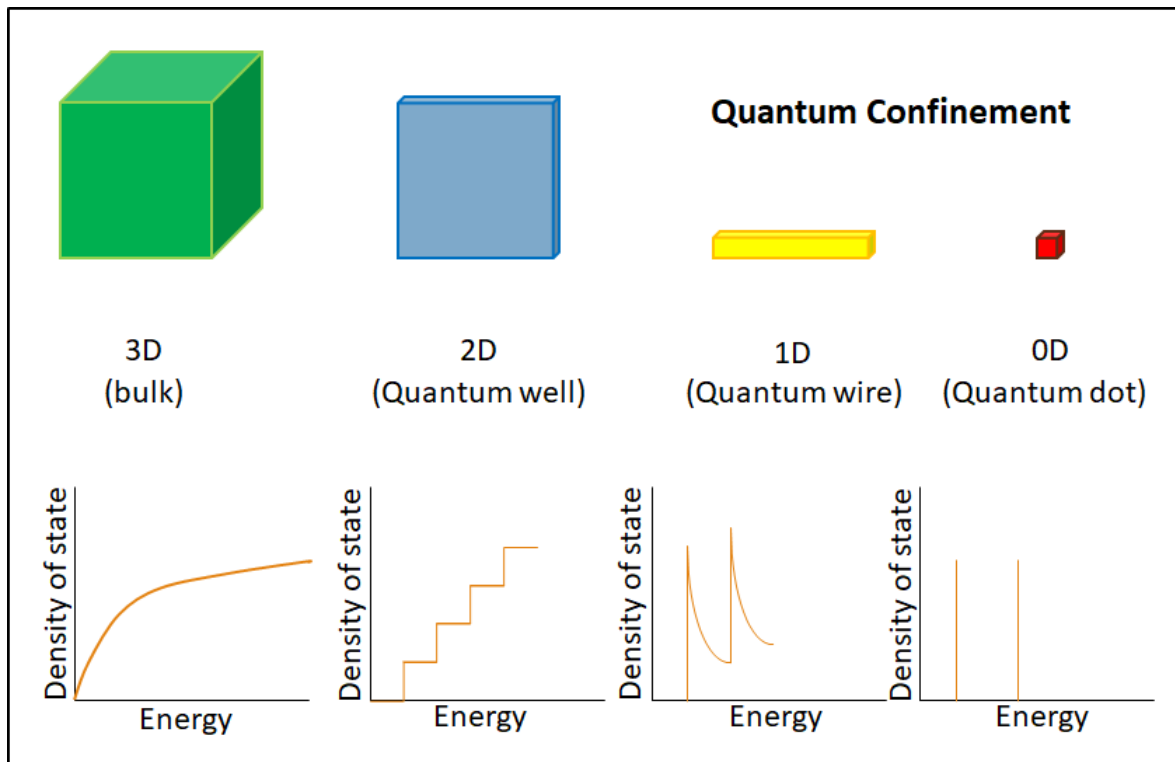 Quantum Confinement
3D
(bulk)
2D
(Quantum well)
1D
(Quantum wire)
0D
(Quantum dot)
Density of state
Energy
Density of state
Energy
Density of state
Energy
Density of state
Energy